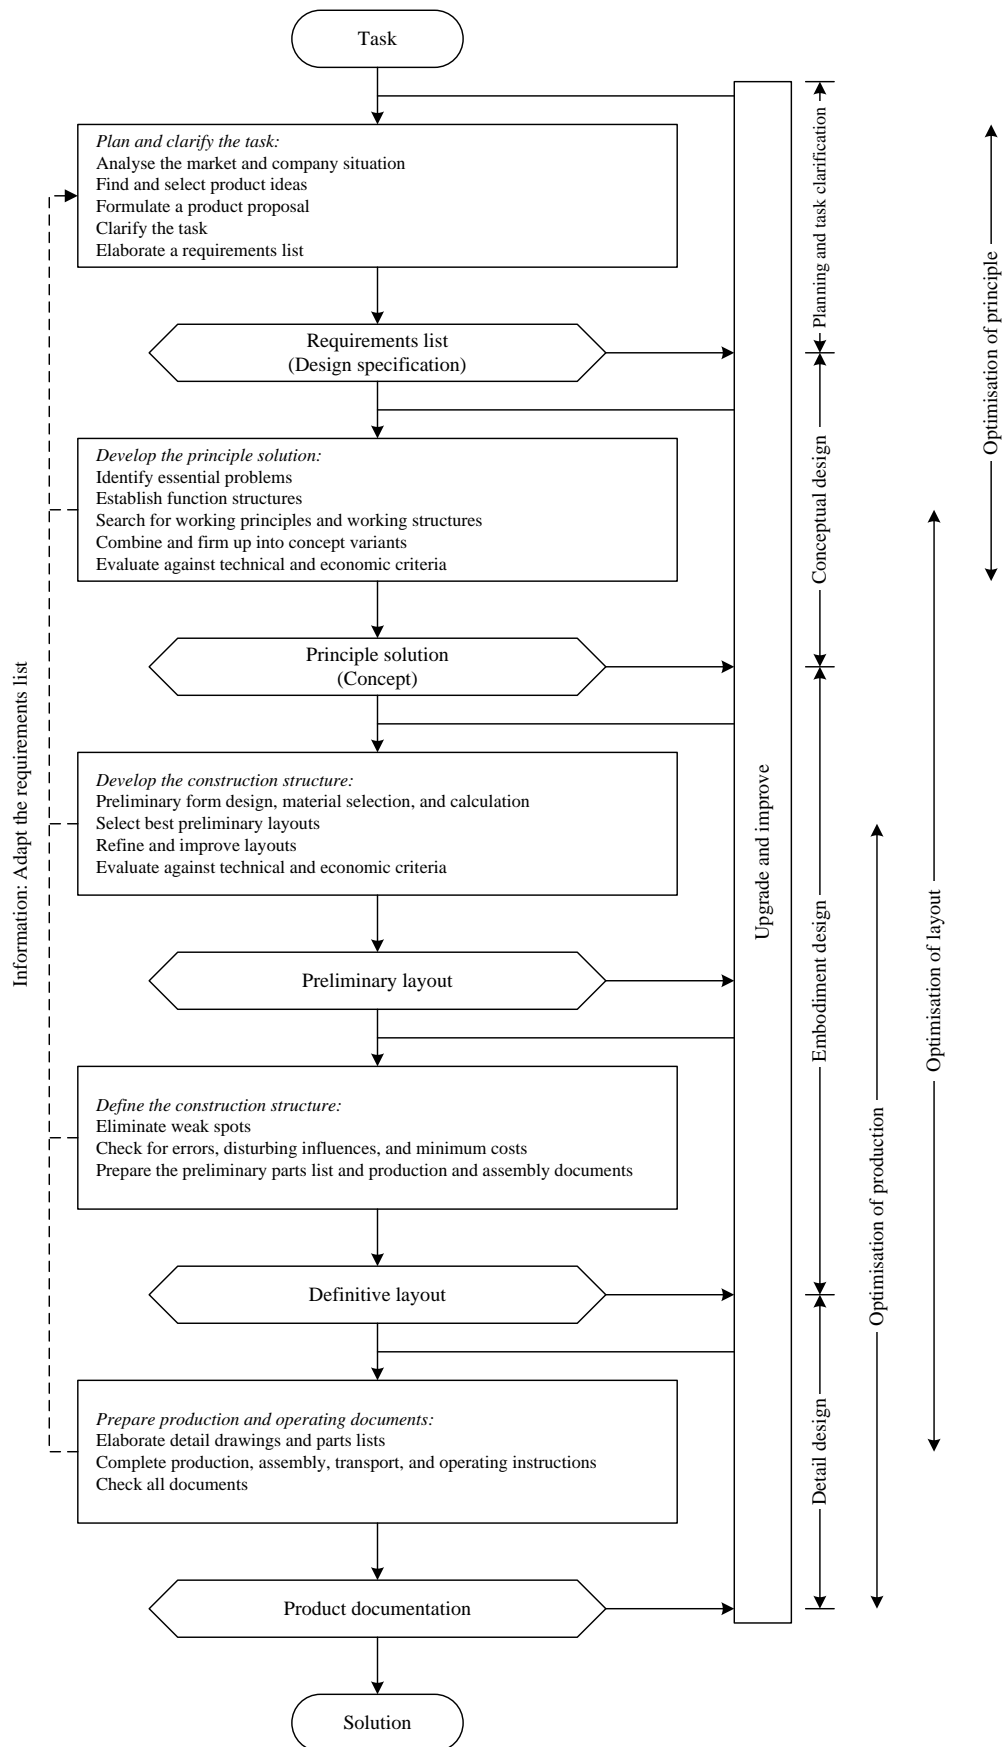 Task
Plan and clarify the task:
Analyse the market and company situation
Find and select product ideas
Formulate a product proposal
Clarify the task
Elaborate a requirements list
Requirements list
(Design specification)
Develop the principle solution:
Identify essential problems
Establish function structures
Search for working principles and working structures
Combine and firm up into concept variants
Evaluate against technical and economic criteria
Principle solution
(Concept)
Develop the construction structure:
Preliminary form design, material selection, and calculation
Select best preliminary layouts
Refine and improve layouts
Evaluate against technical and economic criteria
Preliminary layout
Define the construction structure:
Eliminate weak spots
Check for errors, disturbing influences, and minimum costs
Prepare the preliminary parts list and production and assembly documents
Definitive layout
Prepare production and operating documents:
Elaborate detail drawings and parts lists
Complete production, assembly, transport, and operating instructions
Check all documents
Product documentation
Solution
Information: Adapt the requirements list
Upgrade and improve
Planning and task clarification
Conceptual design
Embodiment design
Detail design
Optimisation of production
Optimisation of layout
Optimisation of principle